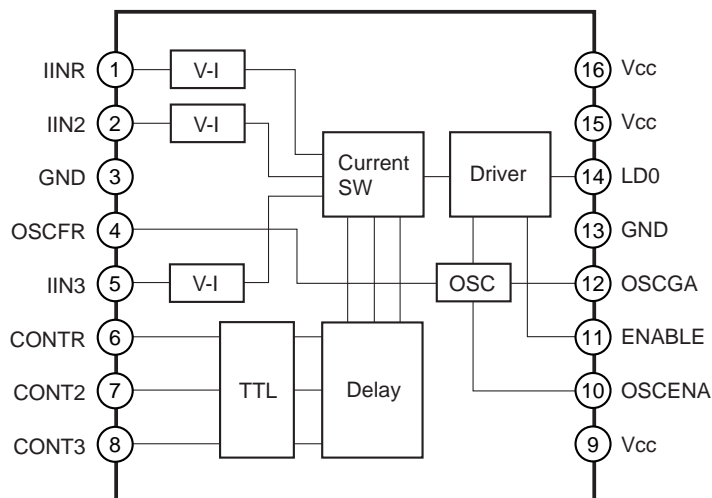 IINR 1 V-I 16 Vcc
IIN2 2 V-I 15 Vcc
GND 3 Current SW Driver 14 LD0
OSCFR 4 13 GND
IIN3 5 V-I OSC 12 OSCGA
CONTR 6 11 ENABLE
CONT2 7 TTL Delay 10 OSCENA
CONT3 8 9 Vcc